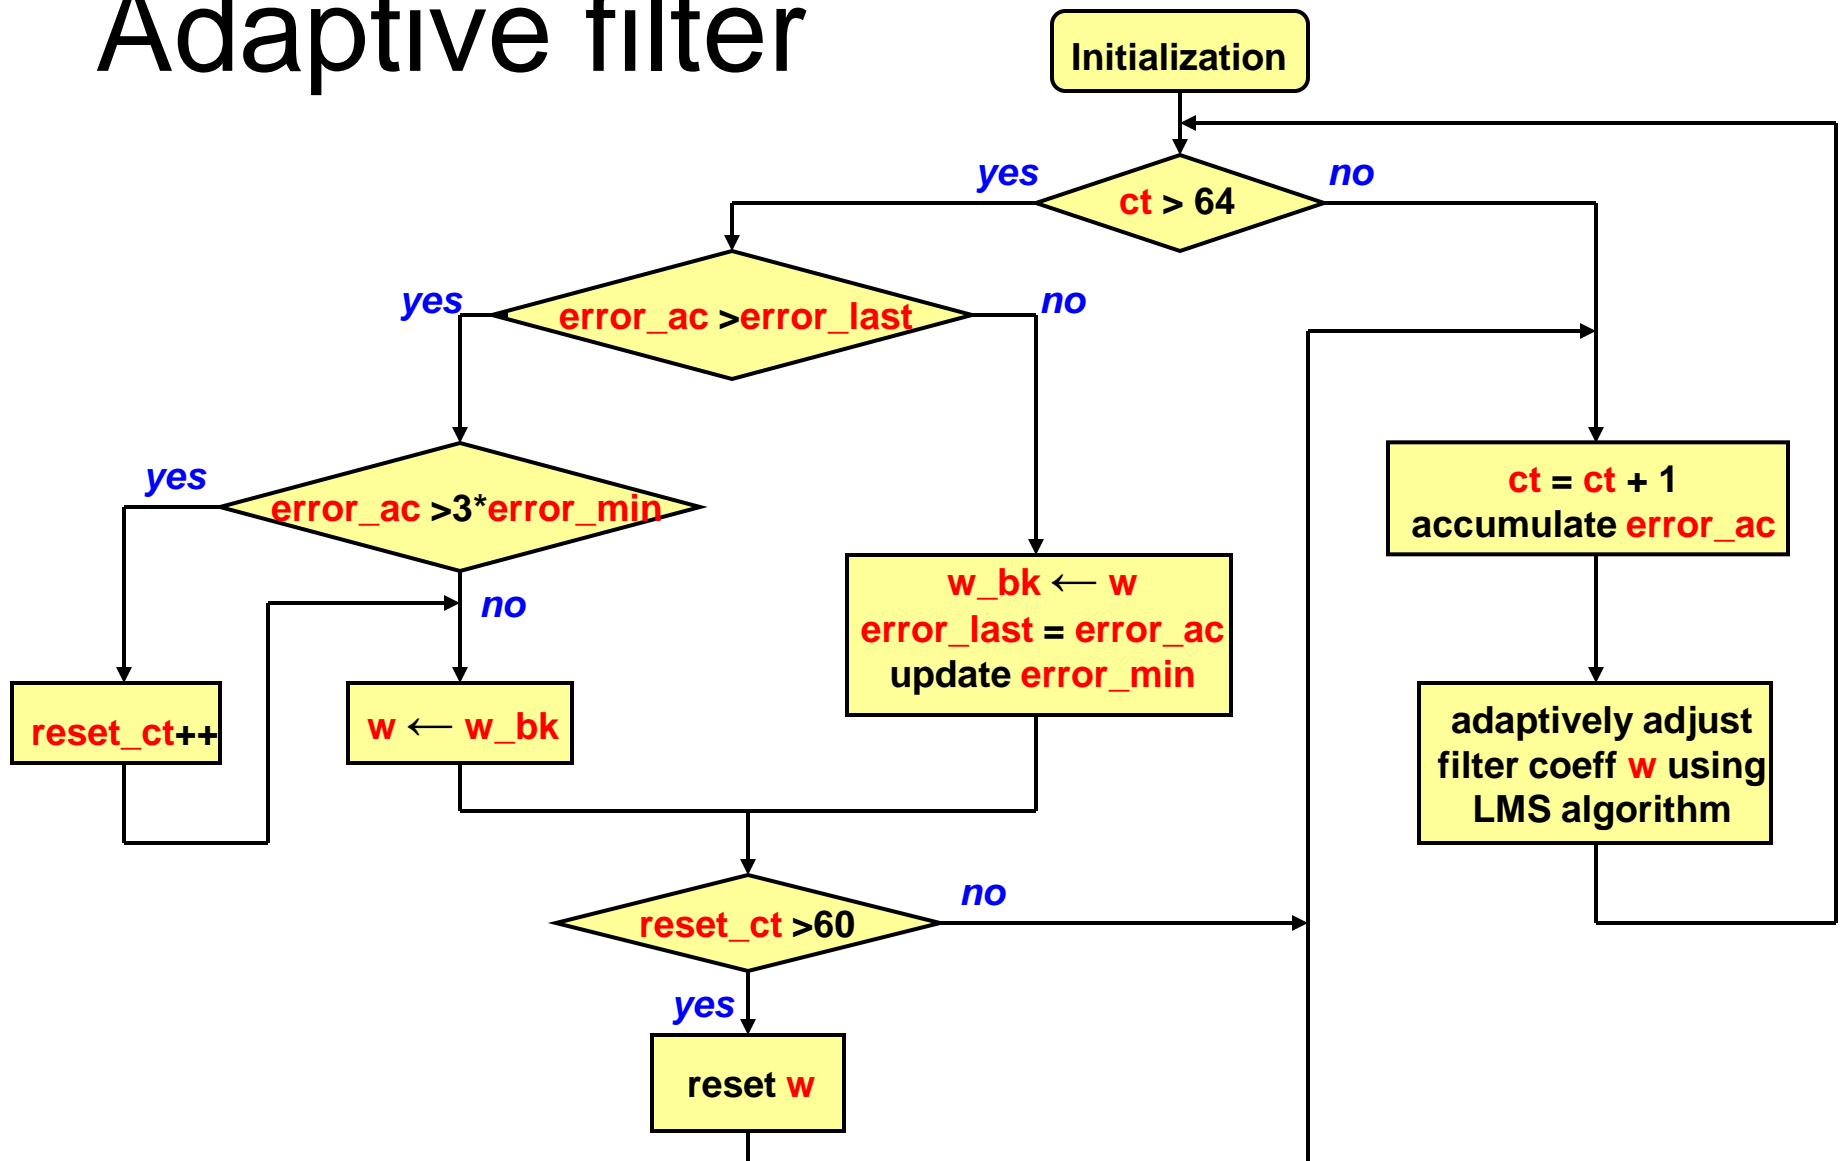 Adaptive filter
Initialization
yes
no
ct > 64
yes
error_ac >error_last
no
yes
error_ac >3*error_min
no
ct = ct + 1
accumulate error_ac
w_bk ← w
error_last = error_ac
update error_min
reset_ct++
w ← w_bk
adaptively adjust
filter coeff w using
LMS algorithm
reset_ct >60
no
yes
reset w